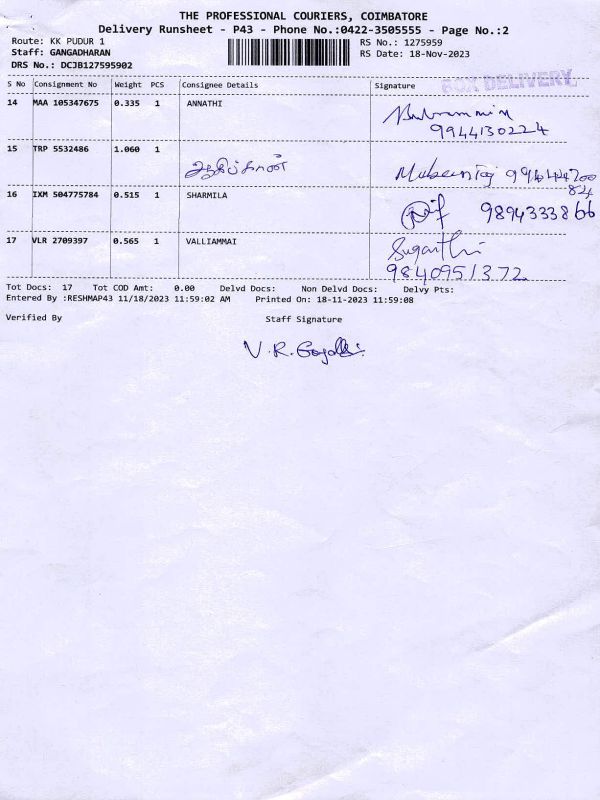 THE PROFESSIONAL COURIERS, COIMBATORE
Delivery Runsheet - P43 - Phone No.:0422-3505555 - Page No.:2
Route: KK PUDUR 1 RS No.: 1275959
Staff: GANGADHARAN RS Date: 18-Nov-2023
DRS No.: DCJB127595902
BOX DELIVERY
S No Consignment No Weight PCS Consignee Details Signature
14 MAA 105347675 0.335 1 ANNATHI
9944130224
15 TRP 5532486 1.060 1
16 IXM 504775784 0.515 1 SHARMILA 9894333866
17 VLR 2709397 0.565 1 VALLIAMMAI Suganthi
9840951372
Tot Docs: 17 Tot COD Amt: 0.00 Delvd Docs: Non Delvd Docs: Delvy Pts:
Entered By :RESHMAP43 11/18/2023 11:59:02 AM Printed On: 18-11-2023 11:59:08
Verified By Staff Signature